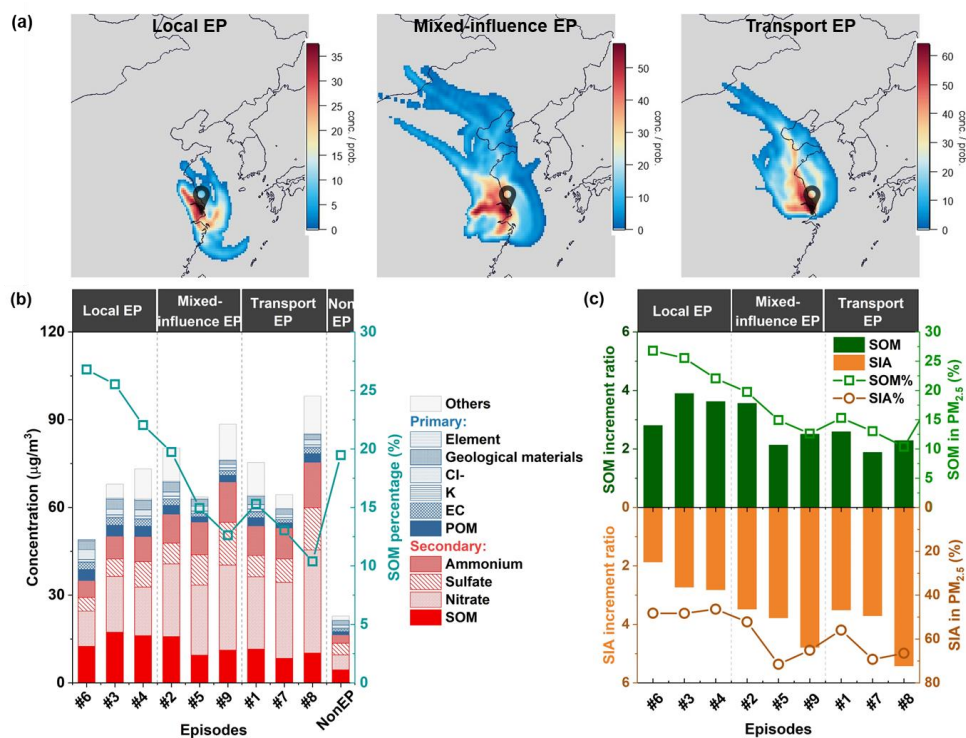 (a)
Local EP
Mixed-influence EP
Transport EP
35
30
25
20
15
10
5
0
conc. / prob.
50
40
30
20
10
0
conc. / prob.
60
50
40
30
20
10
0
conc. / prob.
(b)
Local EP
Mixed-
influence EP
Transport
EP
Non
EP
120
90
60
30
0
Concentration (μg/m³)
30
25
20
15
10
5
0
SOM percentage (%)
#6
#3
#4
#2
#5
#9
#1
#7
#8
NonEP
Episodes
Others
Primary:
Element
Geological materials
Cl-
K
EC
POM
Secondary:
Ammonium
Sulfate
Nitrate
SOM
(c)
Local EP
Mixed-
influence EP
Transport
EP
6
4
2
0
2
4
6
SOM increment ratio
SIA increment ratio
SOM
SIA
SOM%
SIA%
30
25
20
15
10
5
0
20
40
60
80
SOM in PM2.5 (%)
SIA in PM2.5 (%)
#6
#3
#4
#2
#5
#9
#1
#7
#8
Episodes